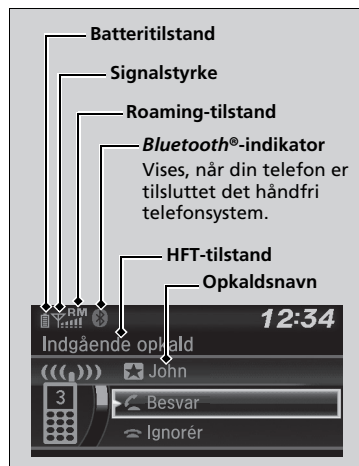 Batteritilstand
Signalstyrke
Roaming-tilstand
Bluetooth®-indikator
Vises, når din telefon er
tilsluttet det håndfri
telefonsystem.
HFT-tilstand
Opkaldsnavn
RM
12:34
Indgående opkald
John
3
Besvar
Ignorér